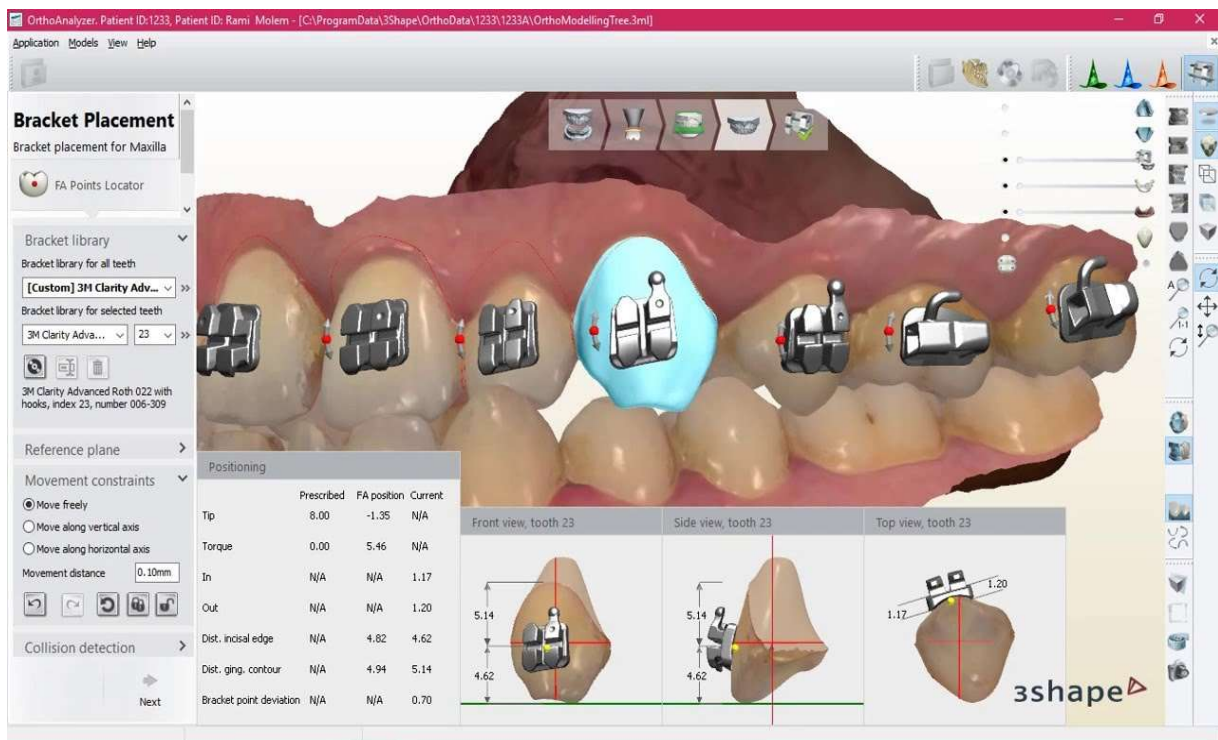 OrthoAnalyzer. Patient ID:1233, Patient ID: Rami Molem - [C:\ProgramData\3Shape\OrthoData\1233\1233A\OrthoModellingTree.3ml]
Application Models View Help
Bracket Placement
Bracket placement for Maxilla
FA Points Locator
Bracket library
Bracket library for all teeth
[Custom] 3M Clarity Adv...
Bracket library for selected teeth
3M Clarity Adva... 23
3M Clarity Advanced Roth 022 with
hooks, index 23, number 006-309
Reference plane
Movement constraints
Move freely
Move along vertical axis
Move along horizontal axis
Movement distance 0.10mm
Collision detection
Next
Positioning
Prescribed FA position Current
Tip 8.00 -1.35 N/A
Torque 0.00 5.46 N/A
In N/A N/A 1.17
Out N/A N/A 1.20
Dist. incisal edge N/A 4.82 4.62
Dist. ging. contour N/A 4.94 5.14
Bracket point deviation N/A N/A 0.70
Front view, tooth 23
5.14
4.62
Side view, tooth 23
5.14
4.62
Top view, tooth 23
1.20
1.17
3shape